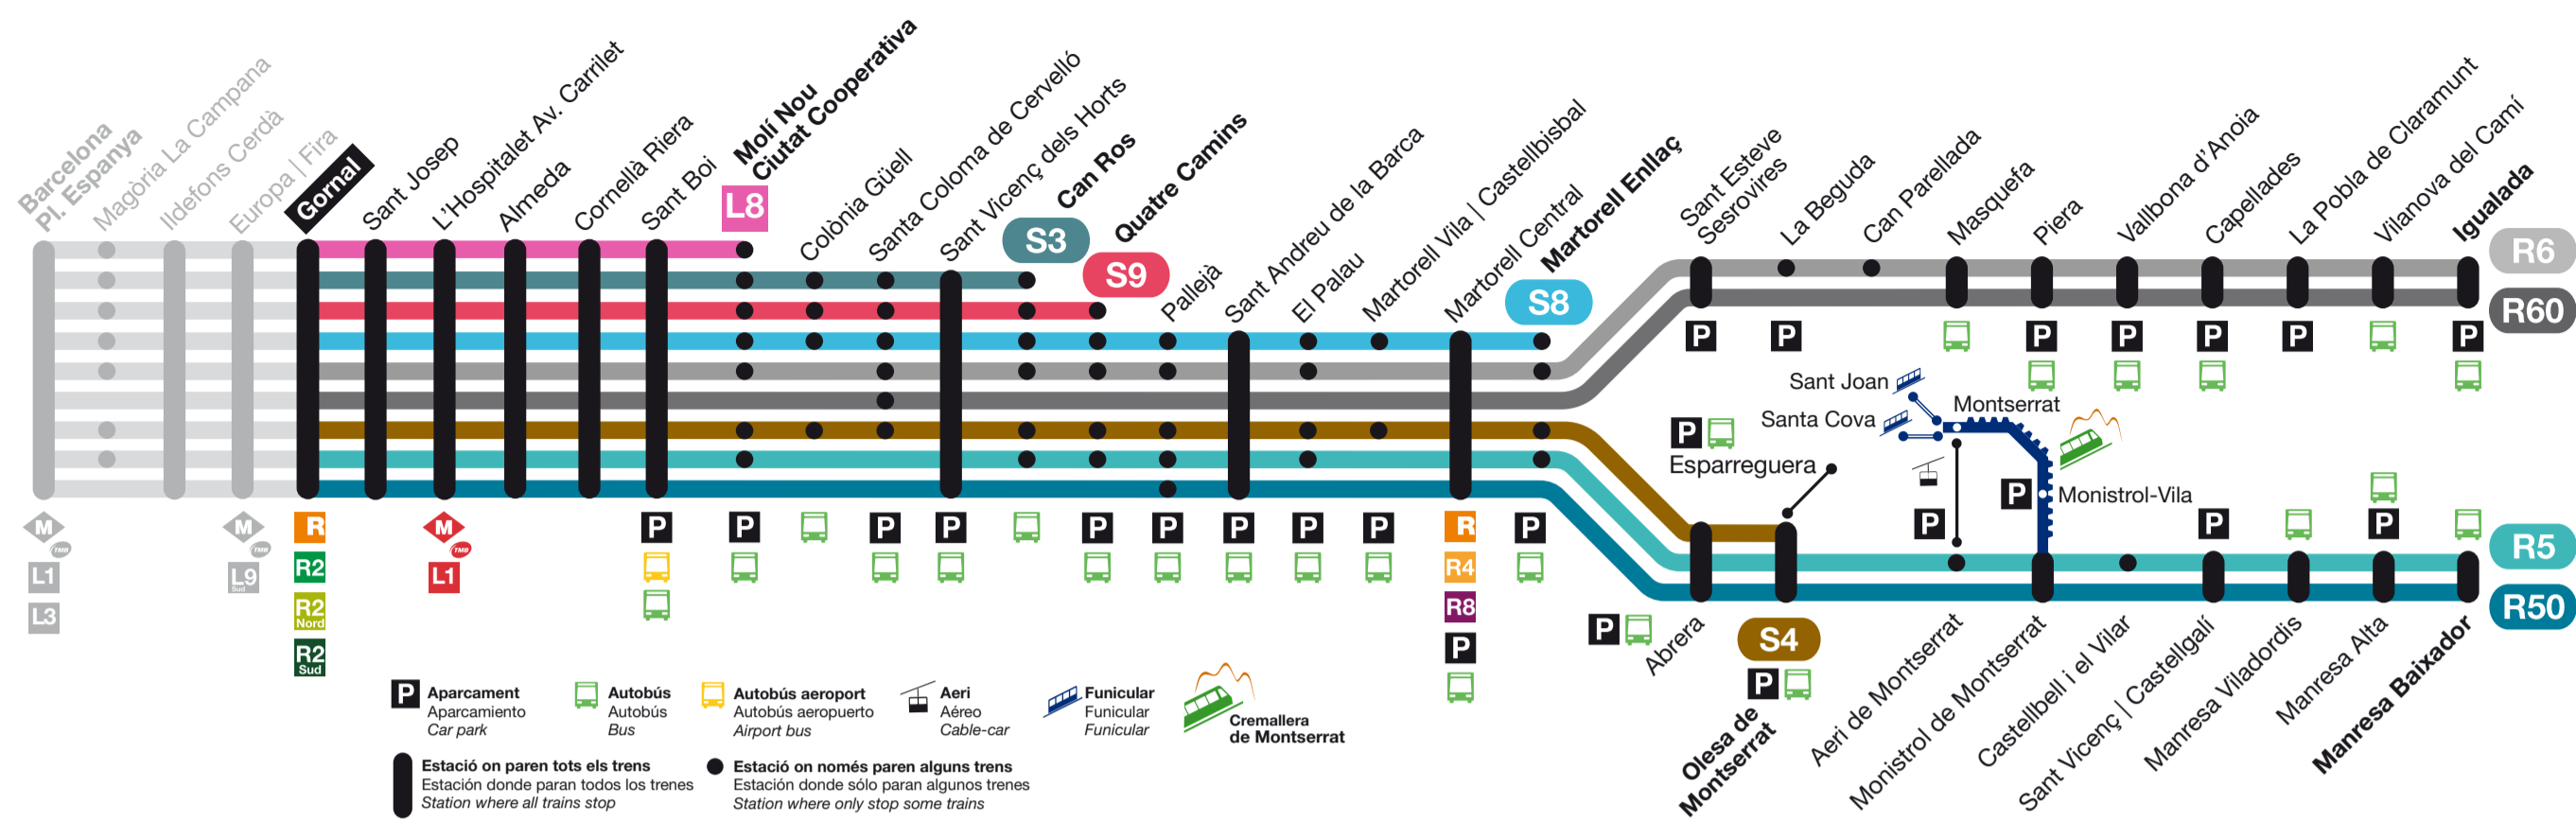 Barcelona
Pl. Espanya
Magòria La Campana
Ildefons Cerdà
Europa | Fira
Gornal
Sant Josep
L'Hospitalet Av. Carrilet
Almeda
Cornellà Riera
Sant Boi
Molí Nou
Ciutat Cooperativa
L8
Colònia Güell
Santa Coloma de Cervelló
Sant Vicenç dels Horts
Can Ros
S3
Quatre Camins
S9
Pallejà
Sant Andreu de la Barca
El Palau
Martorell Vila | Castellbisbal
Martorell Central
Martorell Enllaç
S8
Sant Esteve
Sesrovires
La Beguda
Can Parellada
Masquefa
Piera
Vallbona d'Anoia
Capellades
La Pobla de Claramunt
Vilanova del Camí
Igualada
R6
R60
P
P
P
P
P
P
P
Sant Joan
Santa Cova
Montserrat
P
Esparreguera
P
Monistrol-Vila
P
P
P
R5
R50
M
TMB
L1
L3
M
TMB
L9
Sud
R
R2
R2
Nord
R2
Sud
M
TMB
L1
P
P
P
P
P
P
P
P
P
R
R4
R8
P
P
P
Abrera
S4
P
Olesa de
Montserrat
Aeri de Montserrat
Monistrol de Montserrat
Castellbell i el Vilar
Sant Vicenç | Castellgalí
Manresa Viladordis
Manresa Alta
Manresa Baixador
P
Aparcament
Aparcamiento
Car park
Autobús
Autobús
Bus
Autobús aeroport
Autobús aeropuerto
Airport bus
Aeri
Aéreo
Cable-car
Funicular
Funicular
Funicular
Cremallera
de Montserrat
Estació on paren tots els trens
Estación donde paran todos los trenes
Station where all trains stop
Estació on només paren alguns trens
Estación donde sólo paran algunos trenes
Station where only stop some trains